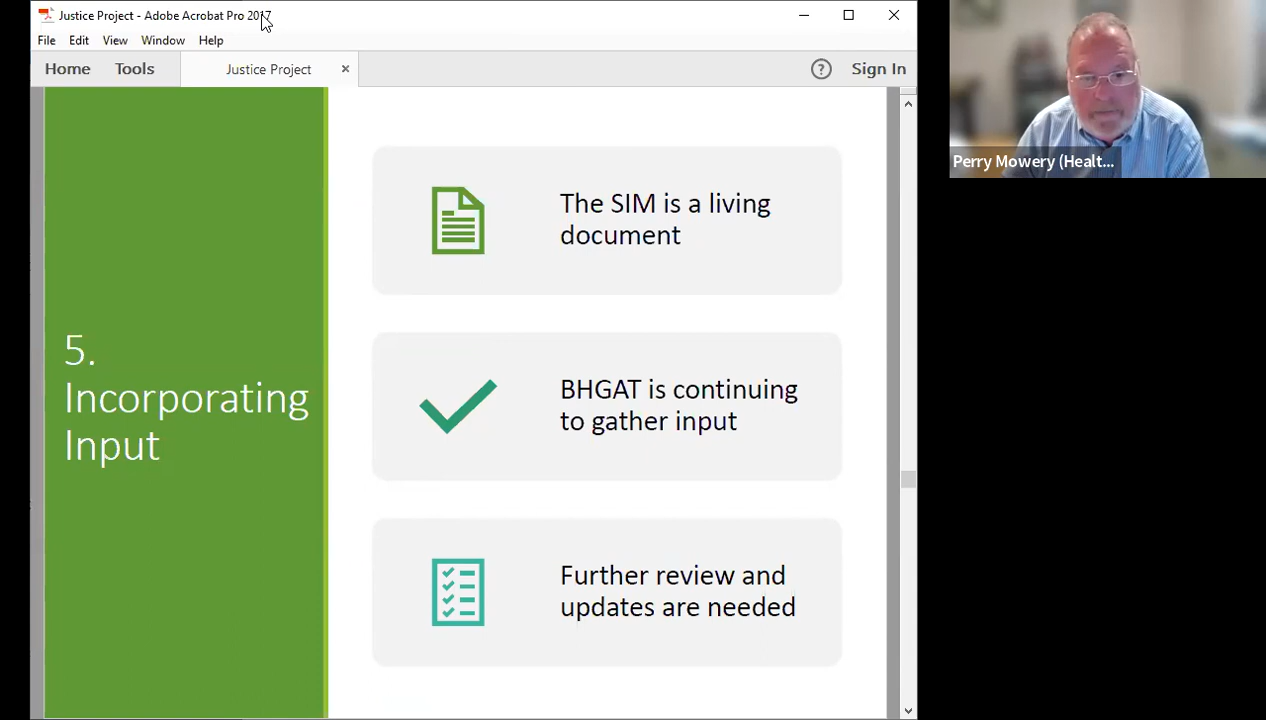 Justice Project - Adobe Acrobat Pro 2017
File Edit View Window Help
Home Tools Justice Project × ? Sign In
5.
Incorporating
Input
The SIM is a living
document
BHGAT is continuing
to gather input
Further review and
updates are needed
Perry Mowery (Healt...